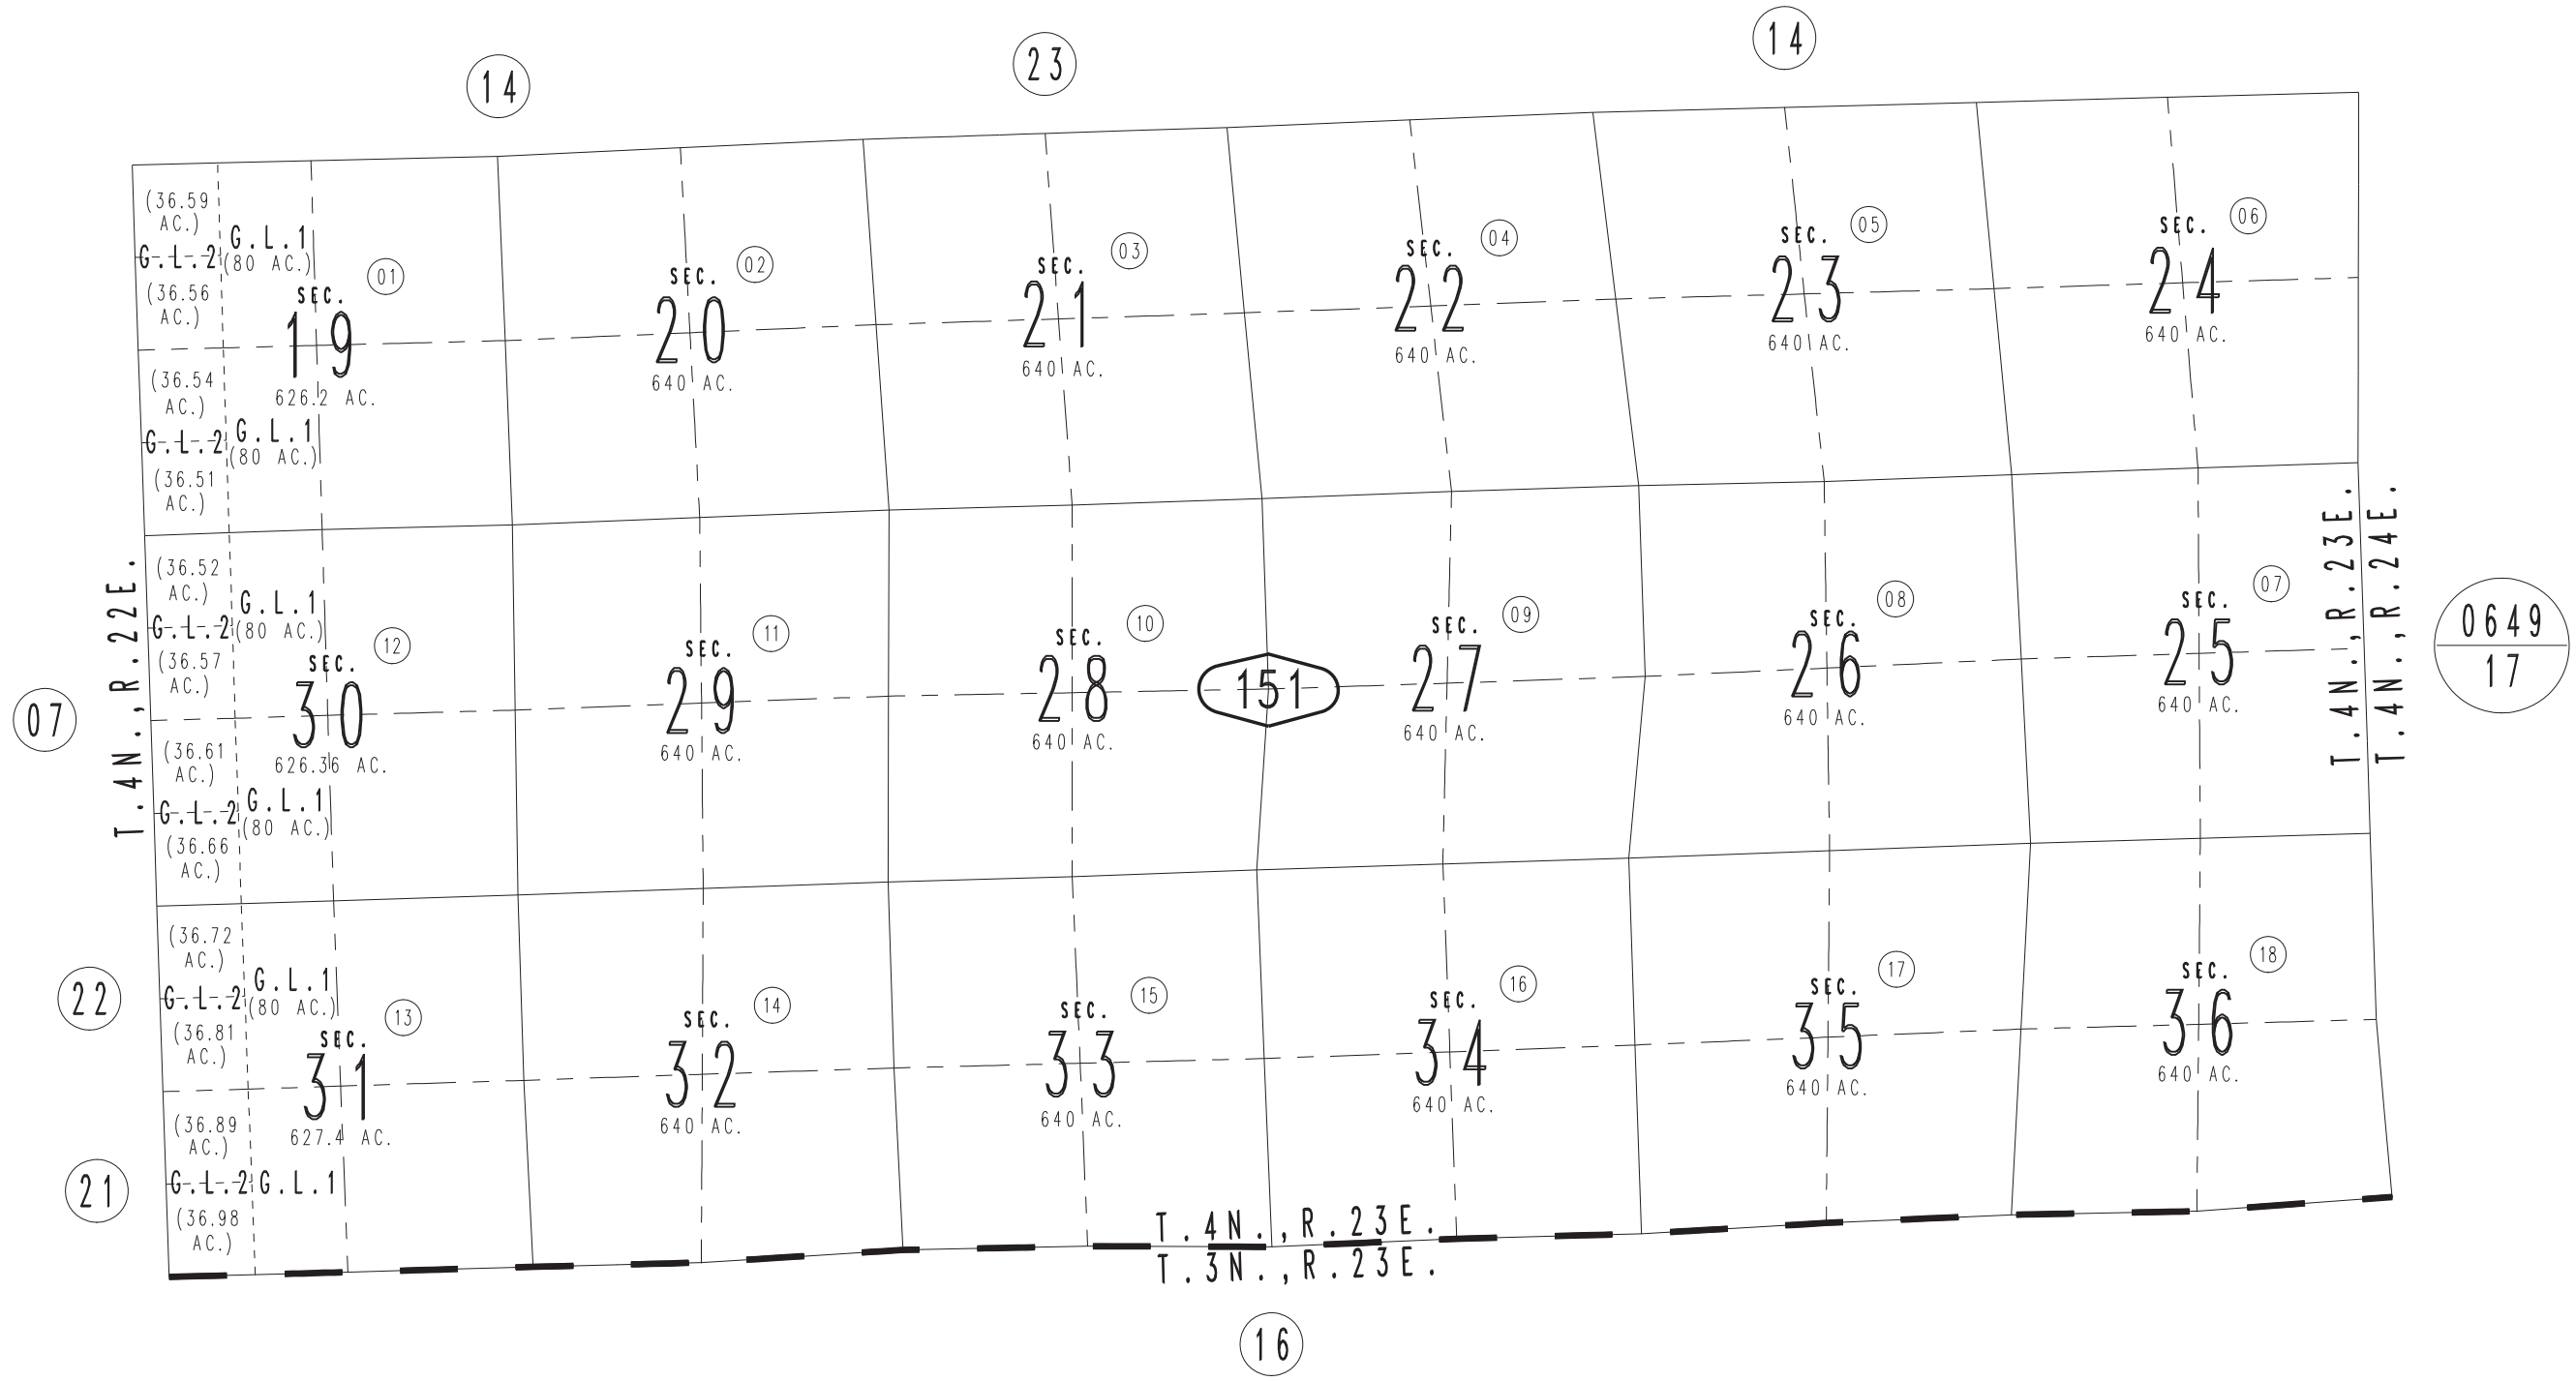 14
23
14
(36.59
AC.)
G.L.2
G.L.1
(80 AC.)
(36.56
AC.)
01
SEC.
19
626.2 AC.
(36.54
AC.)
G.L.2
G.L.1
(80 AC.)
(36.51
AC.)
02
SEC.
20
640 AC.
03
SEC.
21
640 AC.
04
SEC.
22
640 AC.
05
SEC.
23
640 AC.
06
SEC.
24
640 AC.
T.4N.,R.22E.
(36.52
AC.)
G.L.2
G.L.1
(80 AC.)
(36.57
AC.)
12
SEC.
30
626.36 AC.
(36.61
AC.)
G.L.2
G.L.1
(80 AC.)
(36.66
AC.)
11
SEC.
29
640 AC.
10
SEC.
28
640 AC.
151
09
SEC.
27
640 AC.
08
SEC.
26
640 AC.
07
SEC.
25
640 AC.
T.4N.,R.23E.
T.4N.,R.24E.
0649
17
07
22
21
(36.72
AC.)
G.L.2
G.L.1
(80 AC.)
(36.81
AC.)
13
SEC.
31
627.4 AC.
(36.89
AC.)
G.L.2
G.L.1
(36.98
AC.)
14
SEC.
32
640 AC.
15
SEC.
33
640 AC.
16
SEC.
34
640 AC.
17
SEC.
35
640 AC.
18
SEC.
36
640 AC.
T.4N.,R.23E.
T.3N.,R.23E.
16